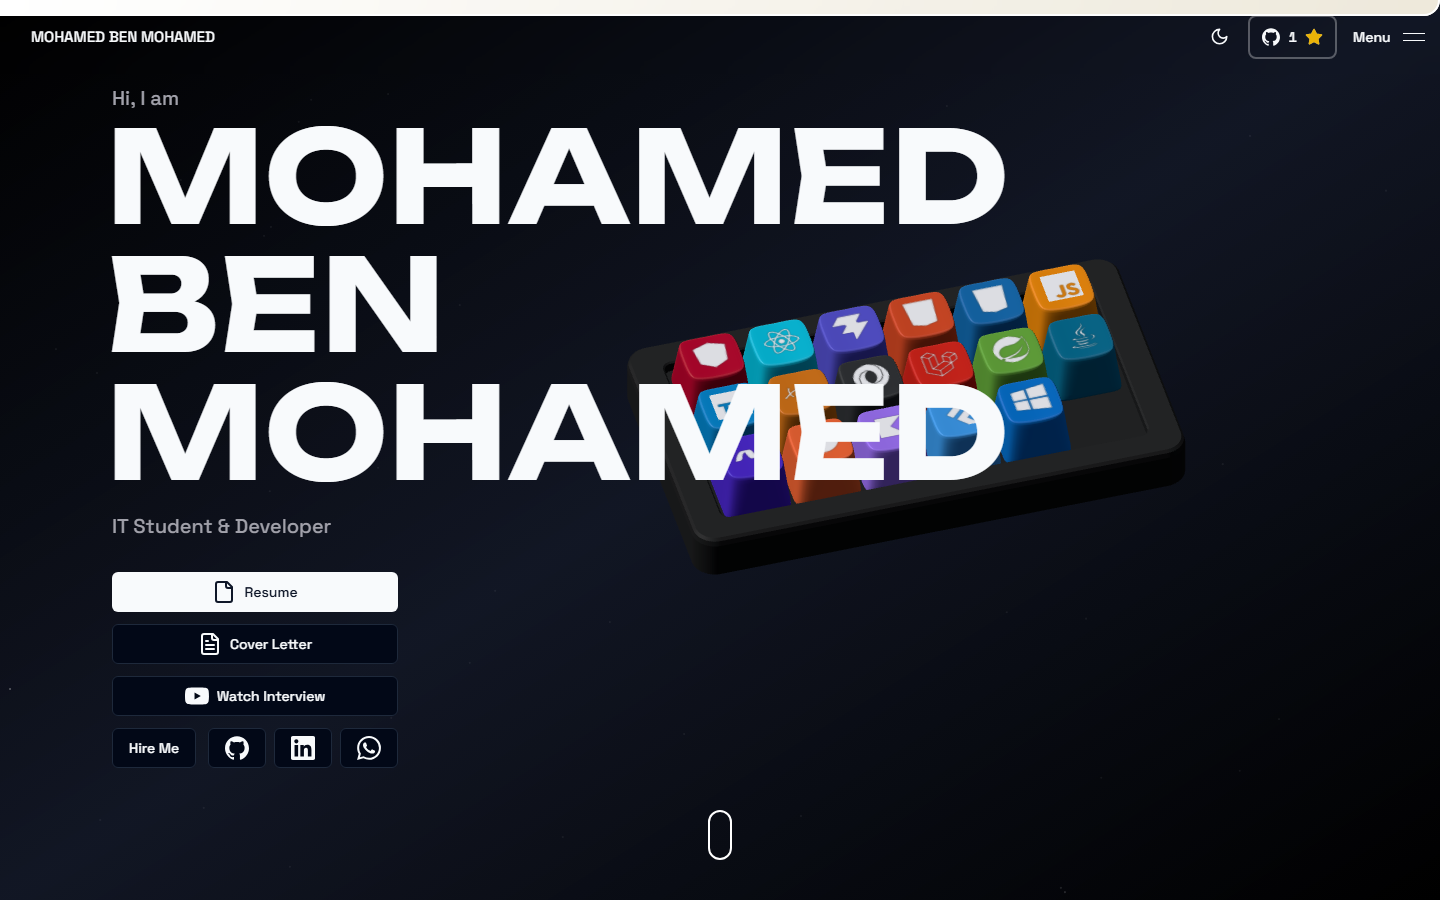 MOHAMED BEN MOHAMED
1
Menu
Hi, I am
MOHAMED
BEN
MOHAMED
JS
IT Student & Developer
Resume
Cover Letter
Watch Interview
Hire Me